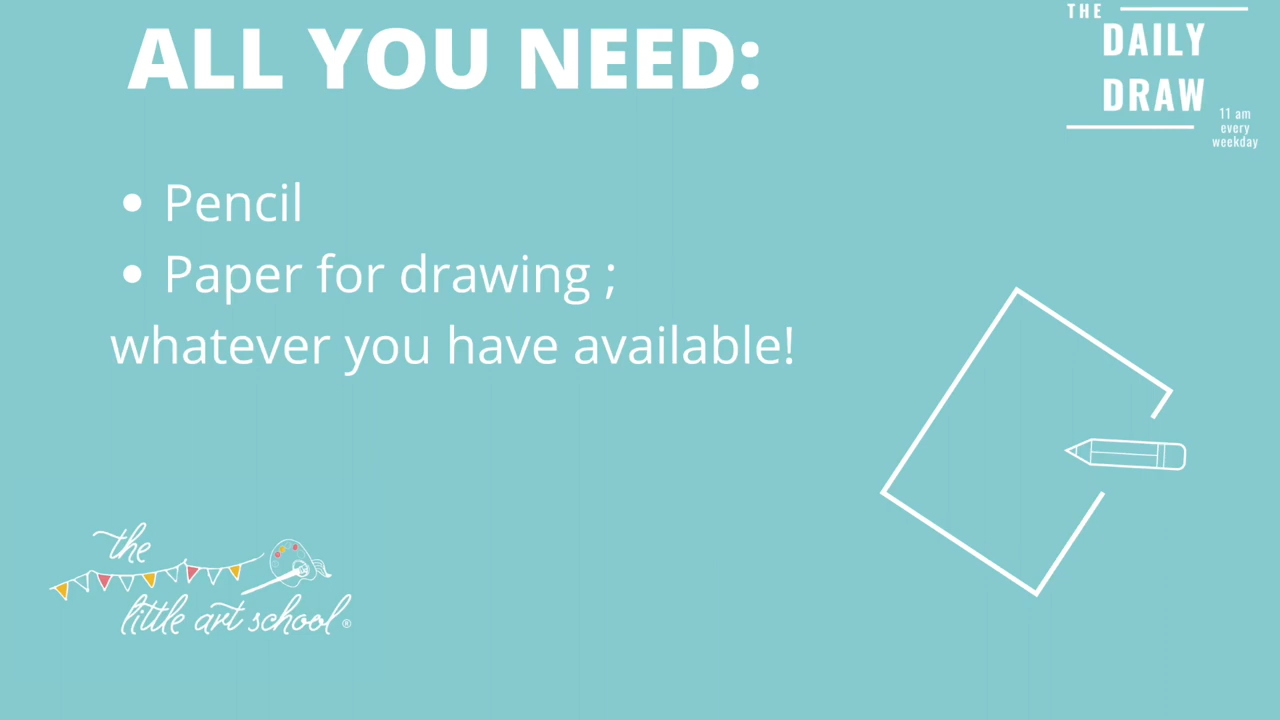 ALL YOU NEED:
THE
DAILY
DRAW
11 am
every
weekday
• Pencil
• Paper for drawing ;
whatever you have available!
the
little art school ®